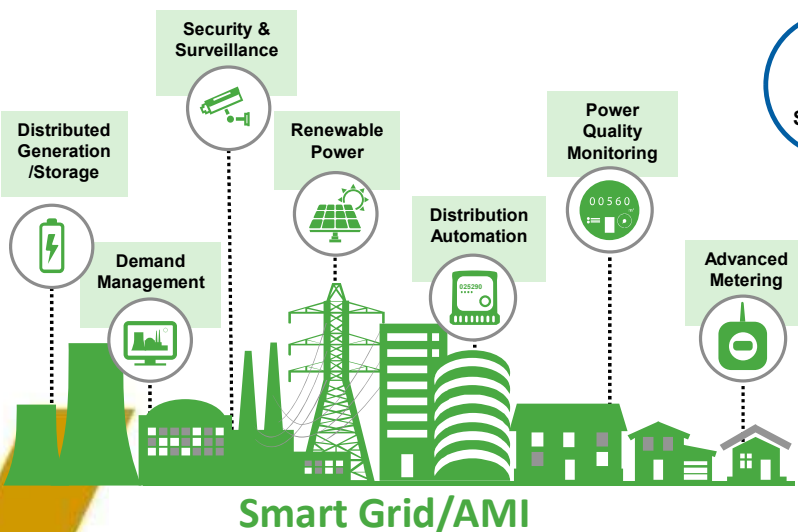 Security &
Surveillance
Distributed
Generation
/Storage
Renewable
Power
Power
Quality
Monitoring
Demand
Management
Distribution
Automation
Advanced
Metering
00560
025290
Smart Grid/AMI